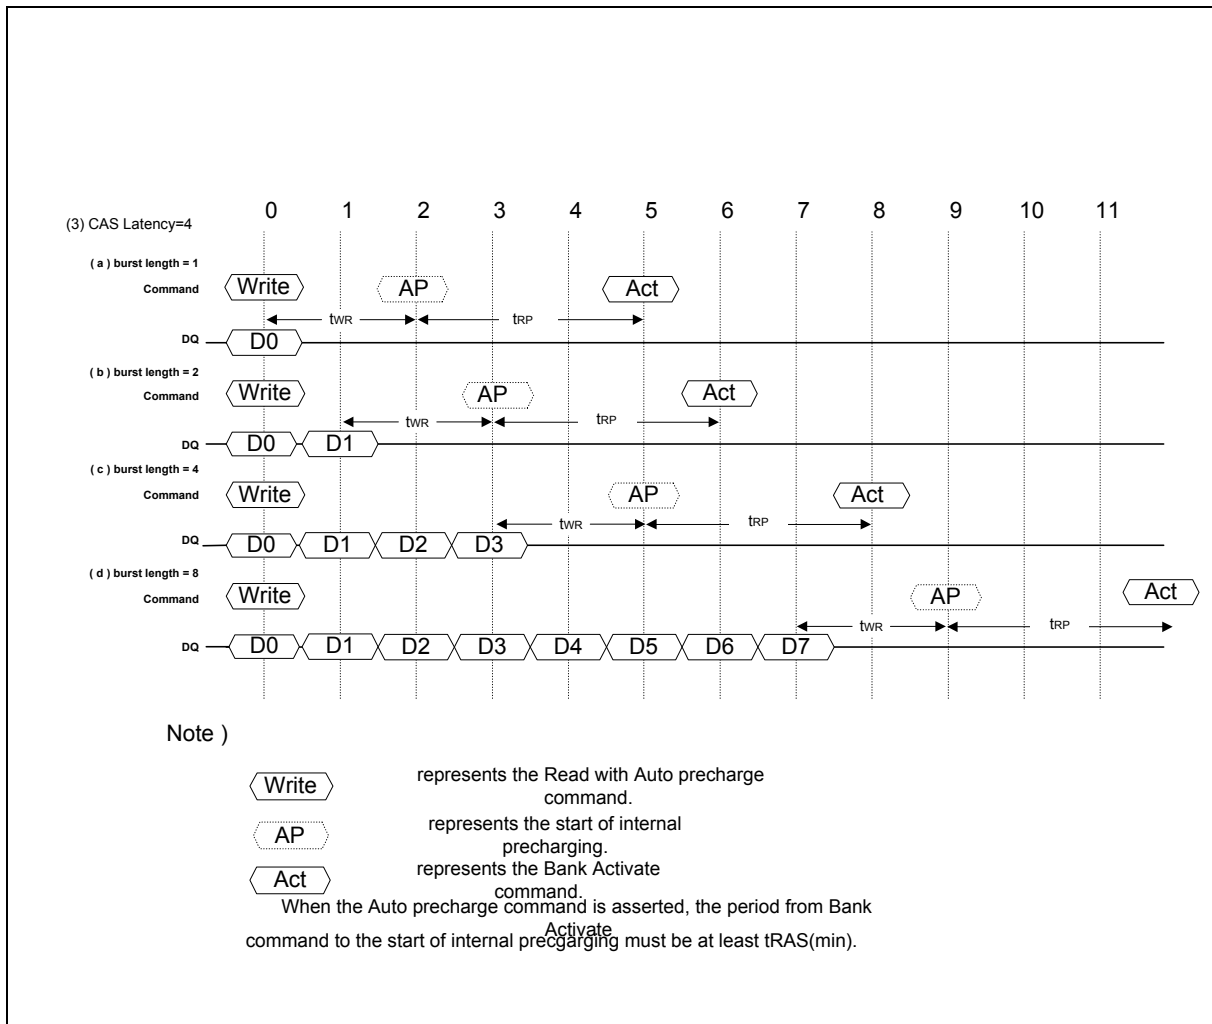 (3) CAS Latency=4
0 1 2 3 4 5 6 7 8 9 10 11
( a ) burst length = 1
Command Write AP Act
tWR tRP
DQ D0
( b ) burst length = 2
Command Write AP Act
tWR tRP
DQ D0 D1
( c ) burst length = 4
Command Write AP Act
tWR tRP
DQ D0 D1 D2 D3
( d ) burst length = 8
Command Write AP Act
tWR tRP
DQ D0 D1 D2 D3 D4 D5 D6 D7
Note )
Write represents the Read with Auto precharge
command.
AP represents the start of internal
precharging.
Act represents the Bank Activate
command.
When the Auto precharge command is asserted, the period from Bank
Activate
command to the start of internal precgarging must be at least tRAS(min).